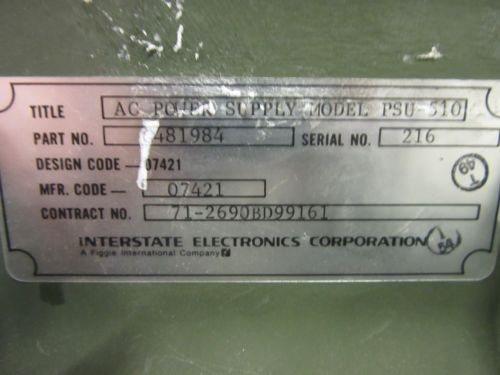 TITLE AC POWER SUPPLY MODEL PSU-510
PART NO. 481984 SERIAL NO. 216
DESIGN CODE — 07421
MFR. CODE — 07421
CONTRACT NO. 71-2690BD99161
INTERSTATE ELECTRONICS CORPORATION
A Figgie International Company